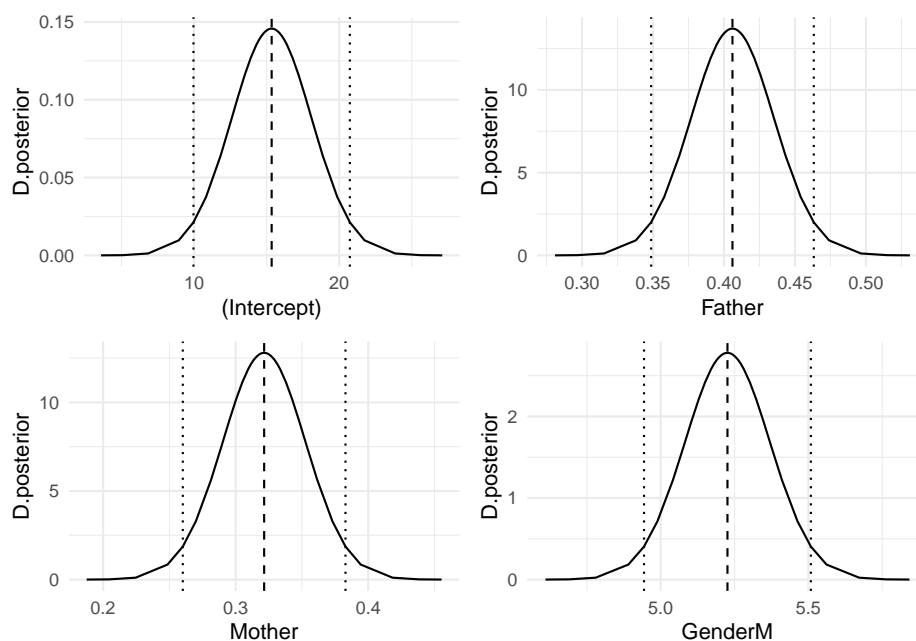 D.posterior
0.15
0.10
0.05
0.00
10 20
(Intercept)
D.posterior
10
5
0
0.30 0.35 0.40 0.45 0.50
Father
D.posterior
10
5
0
0.2 0.3 0.4
Mother
D.posterior
2
1
0
5.0 5.5
GenderM